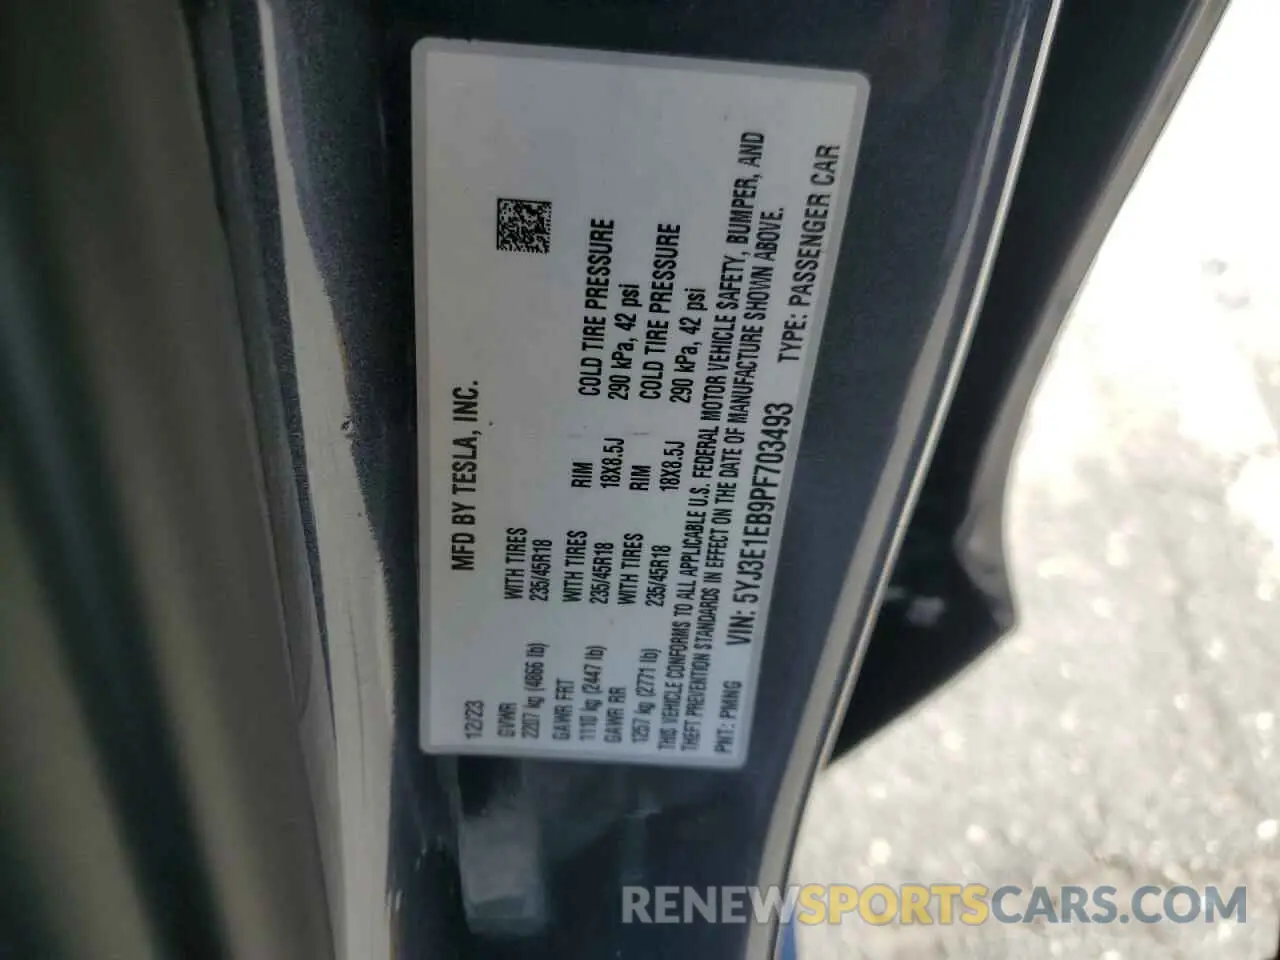 MFD BY TESLA, INC.
12/23
GVWR WITH TIRES
2207 kg (4866 lb) 235/45R18
GAWR FRT WITH TIRES RIM COLD TIRE PRESSURE
1110 kg (2447 lb) 235/45R18 18X8.5J 290 kPa, 42 psi
GAWR RR WITH TIRES RIM COLD TIRE PRESSURE
1257 kg (2771 lb) 235/45R18 18X8.5J 290 kPa, 42 psi
THIS VEHICLE CONFORMS TO ALL APPLICABLE U.S. FEDERAL MOTOR VEHICLE SAFETY, BUMPER, AND
THEFT PREVENTION STANDARDS IN EFFECT ON THE DATE OF MANUFACTURE SHOWN ABOVE.
PNT: PMNG VIN: 5YJ3E1EB9PF703493 TYPE: PASSENGER CAR
RENEWSPORTSCARS.COM